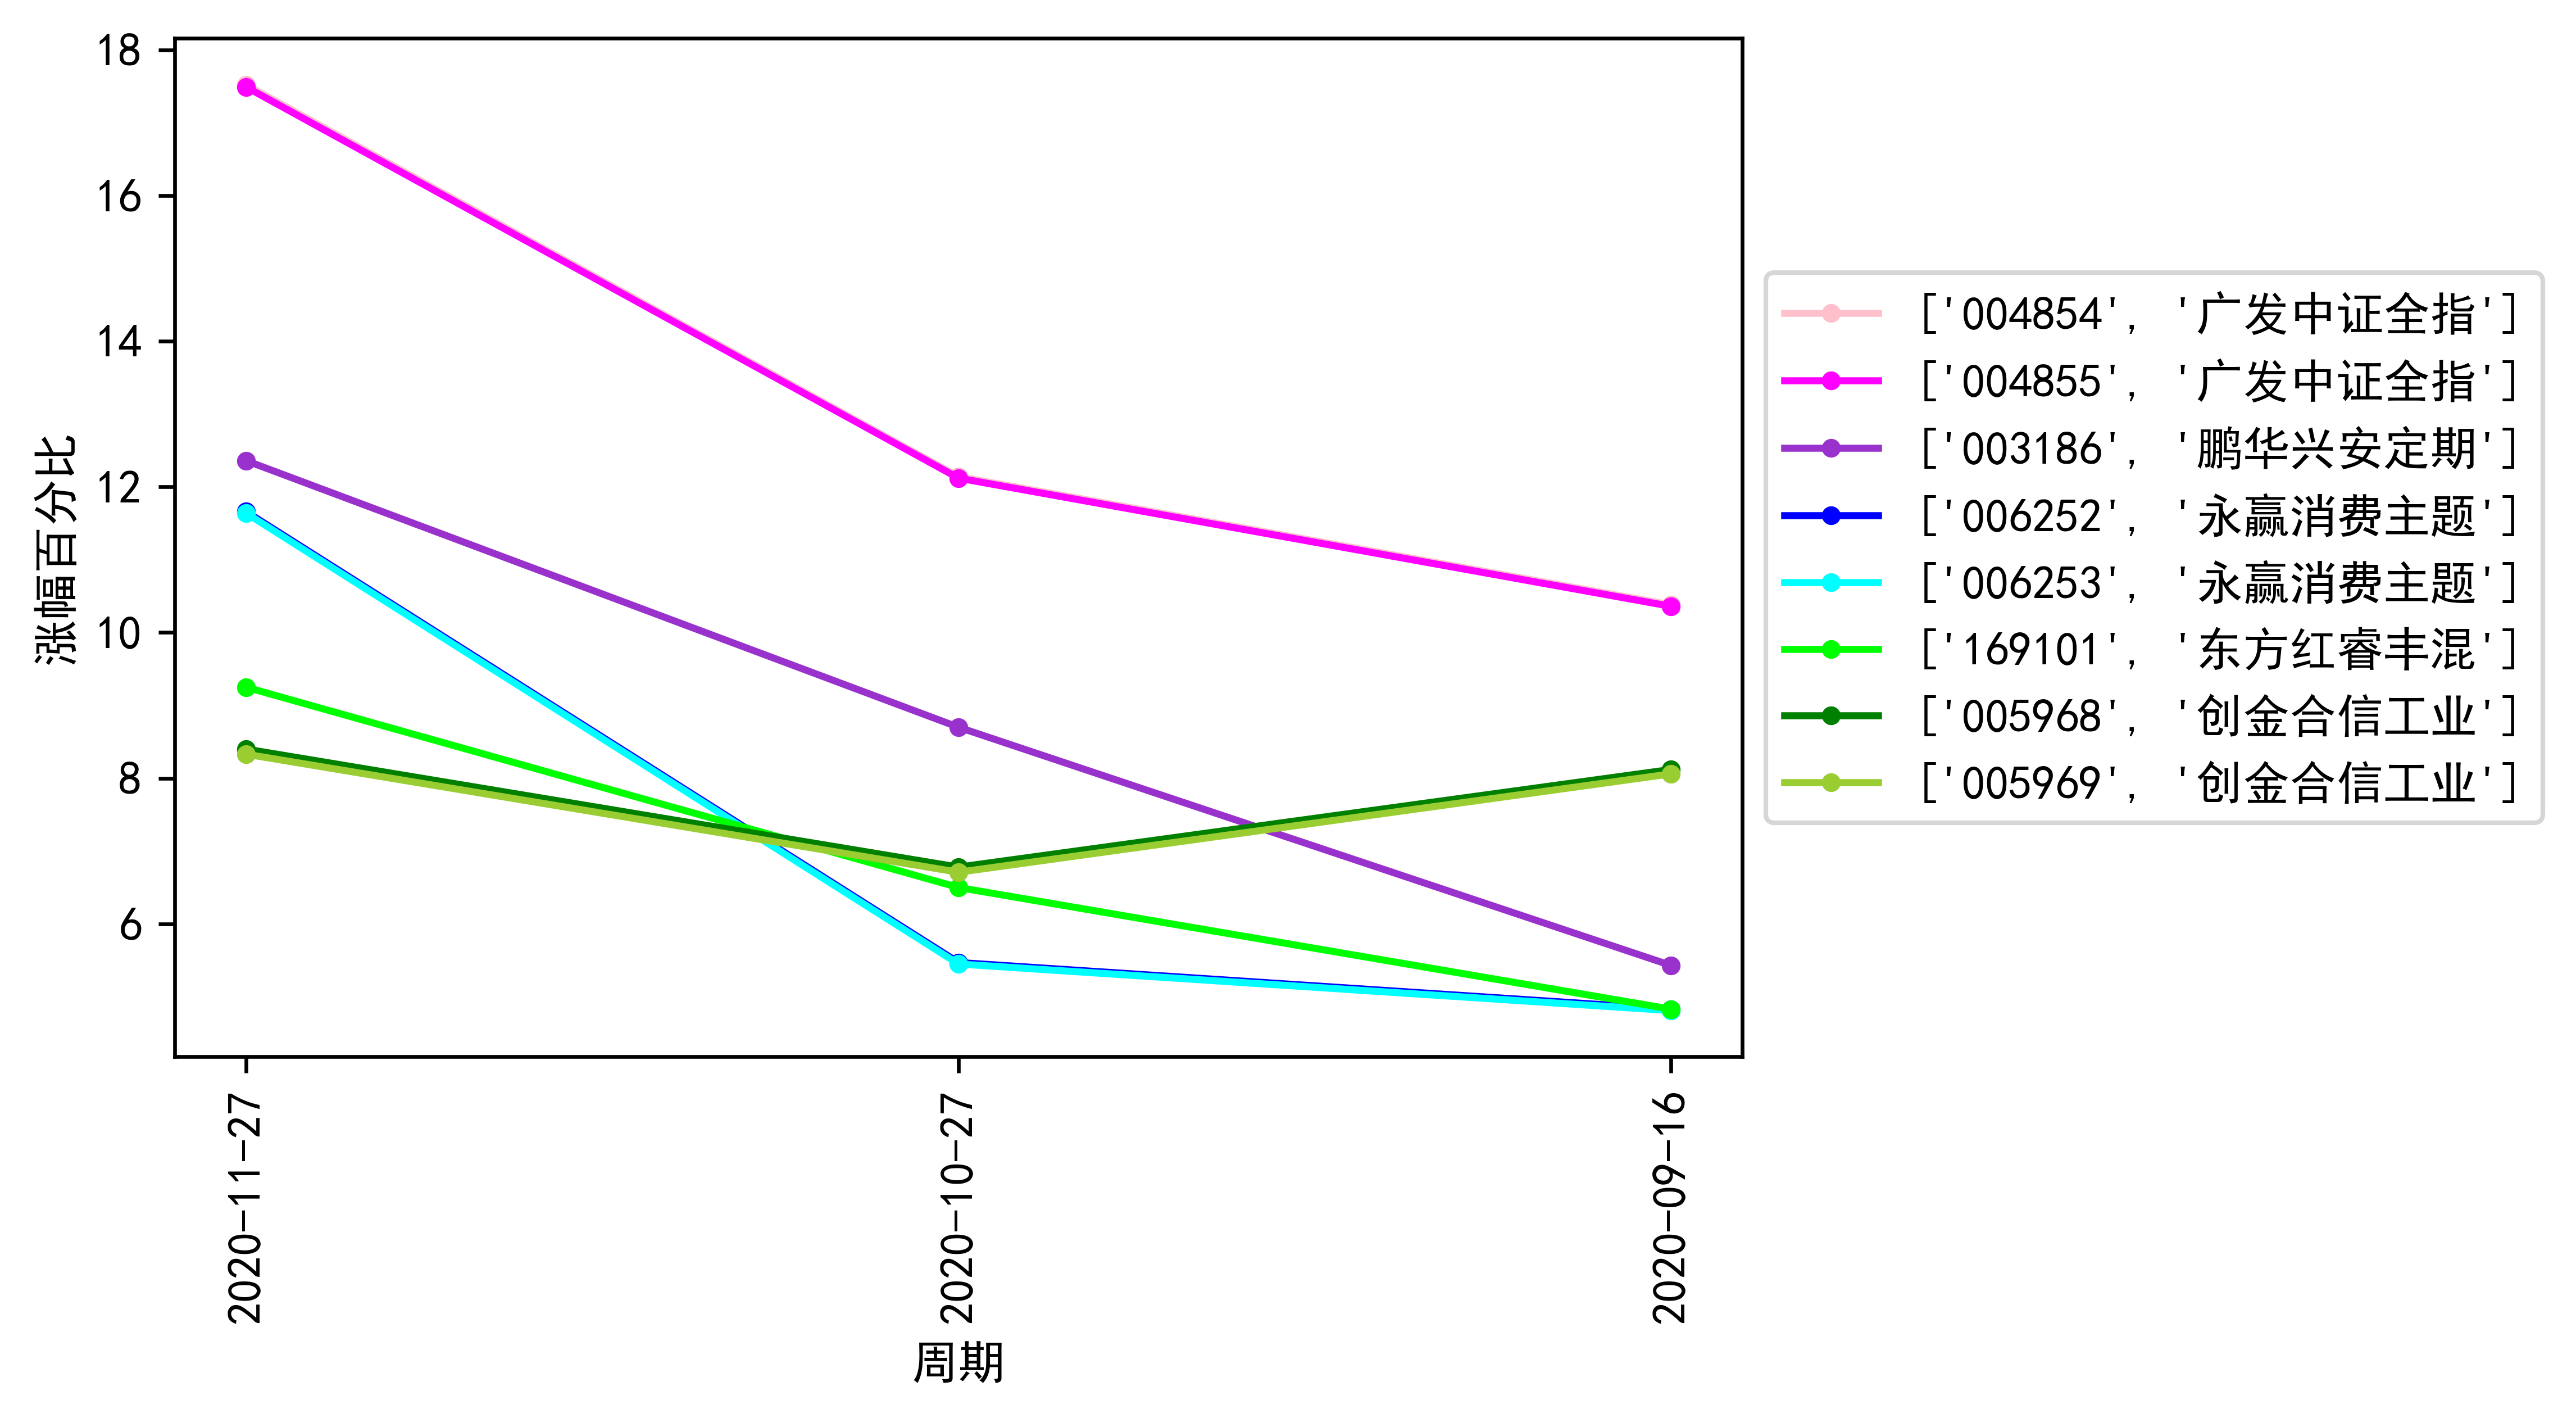 18
16
14
12
10
8
6
涨幅百分比
2020-11-27
2020-10-27
2020-09-16
周期
['004854', '广发中证全指']
['004855', '广发中证全指']
['003186', '鹏华兴安定期']
['006252', '永赢消费主题']
['006253', '永赢消费主题']
['169101', '东方红睿丰混']
['005968', '创金合信工业']
['005969', '创金合信工业']